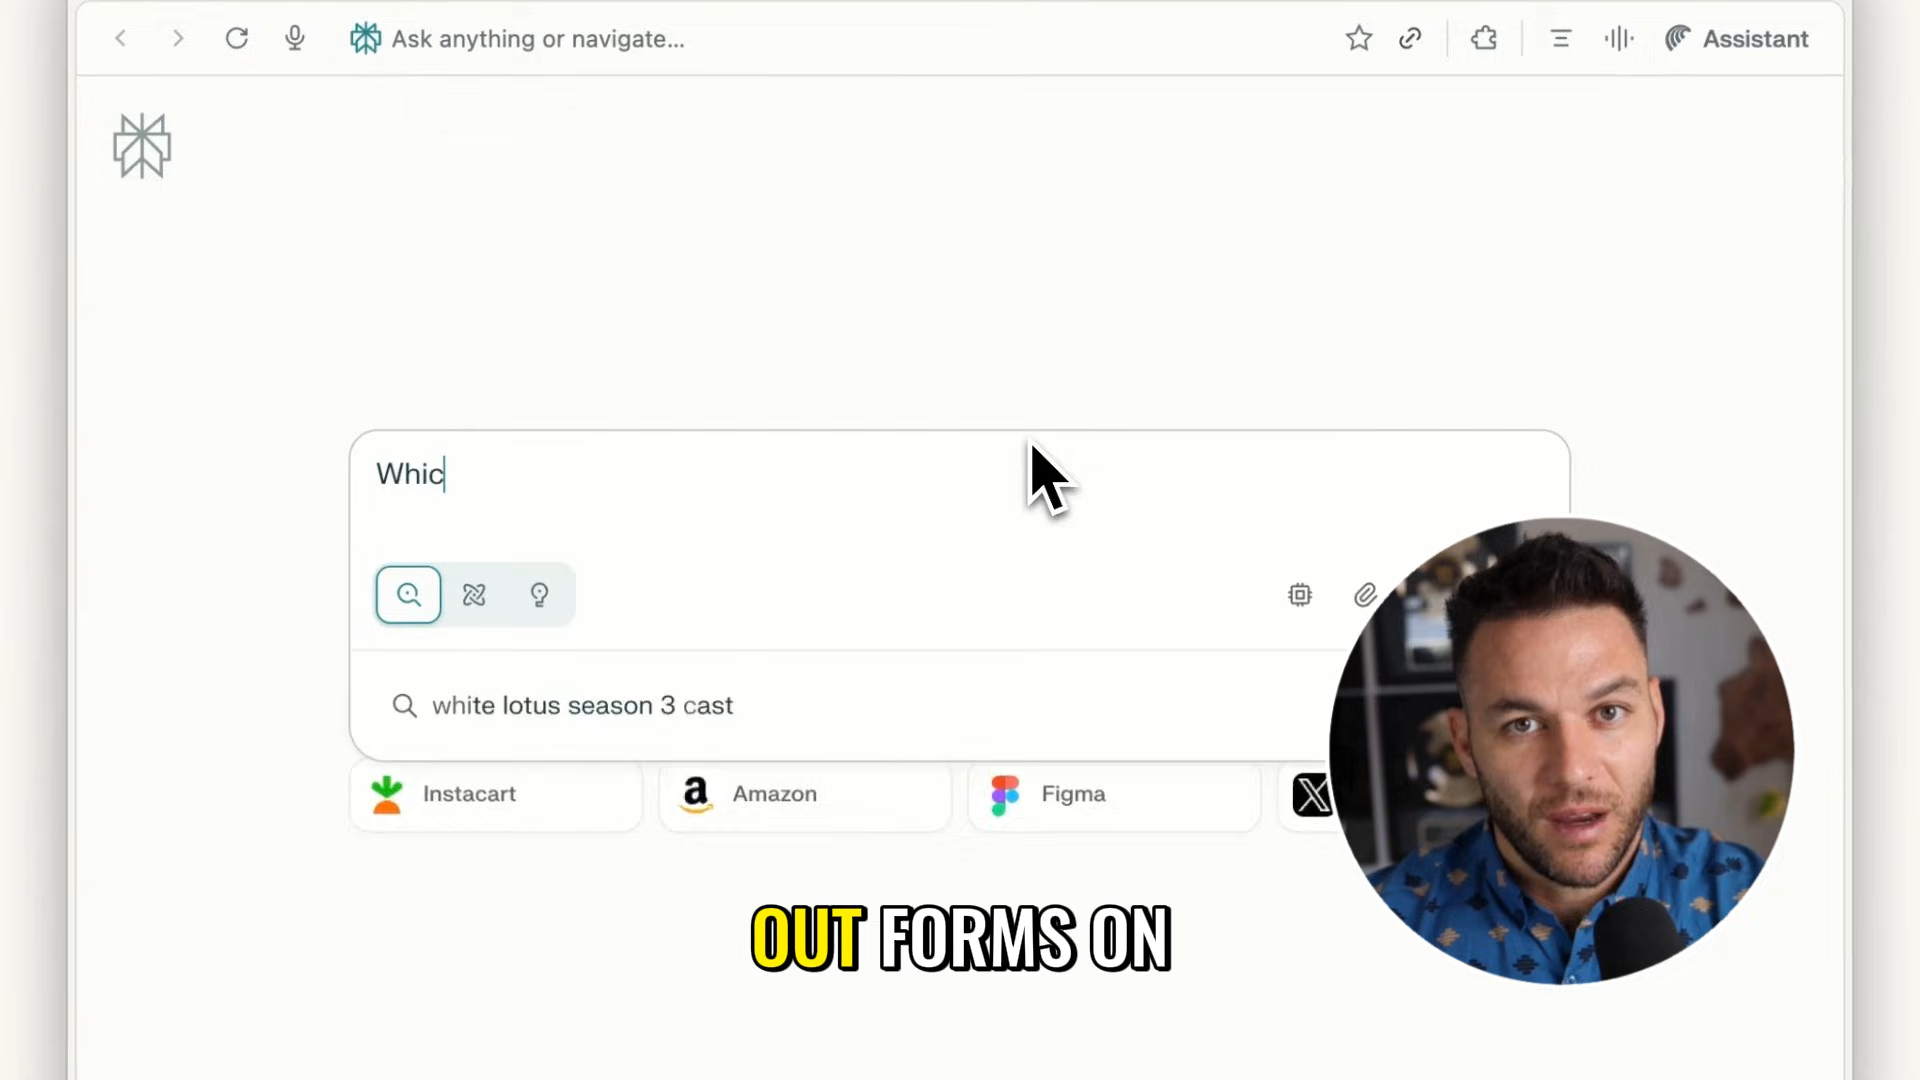 Ask anything or navigate...
Assistant
Whic
white lotus season 3 cast
Instacart
Amazon
Figma
OUT FORMS ON